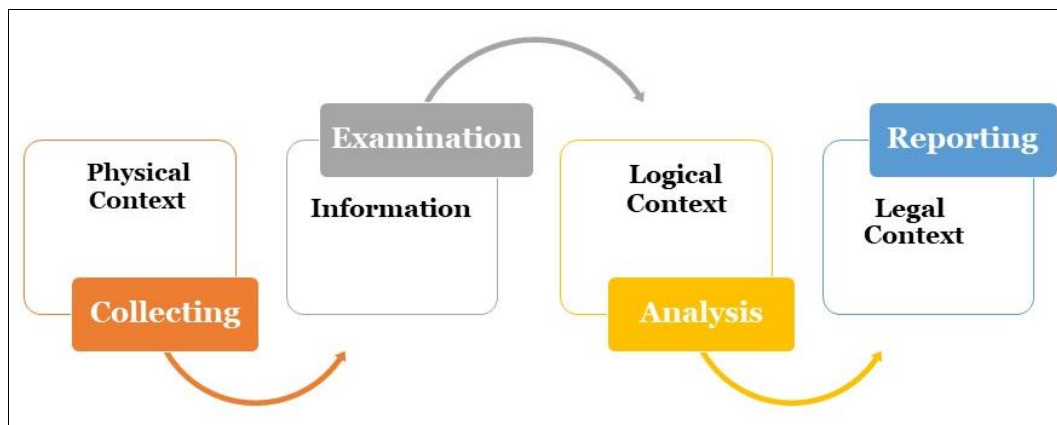 Physical
Context
Collecting
Examination
Information
Logical
Context
Analysis
Reporting
Legal
Context